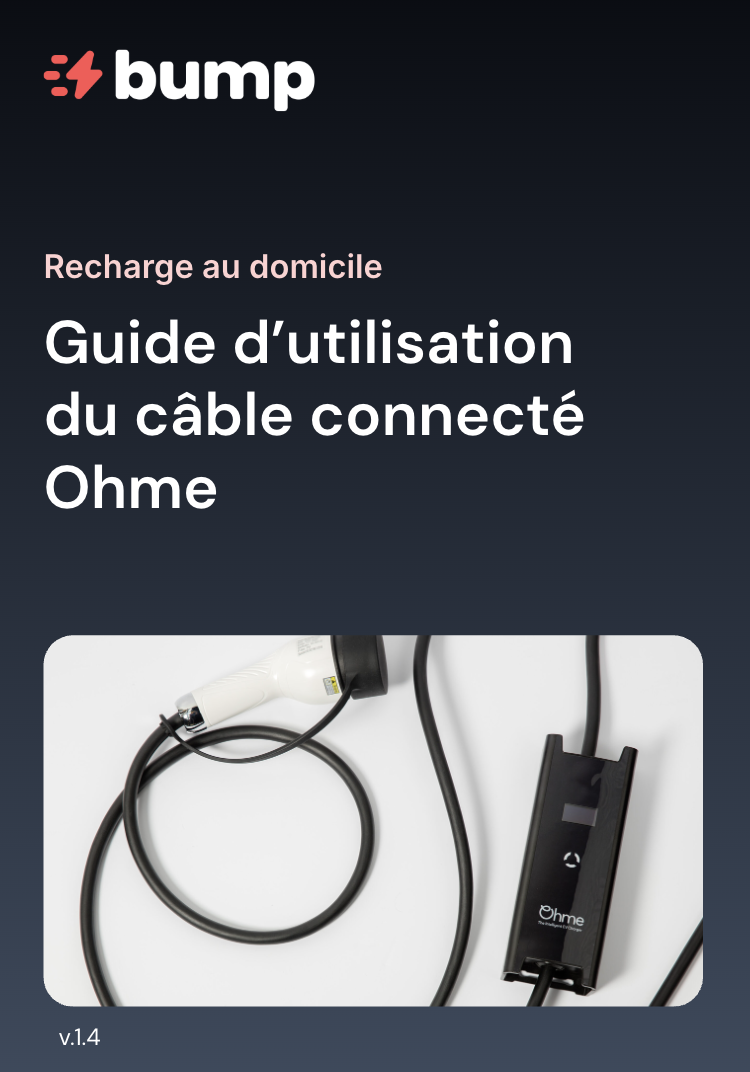 bump
Recharge au domicile
Guide d’utilisation
du câble connecté
Ohme
Ohme
v.1.4